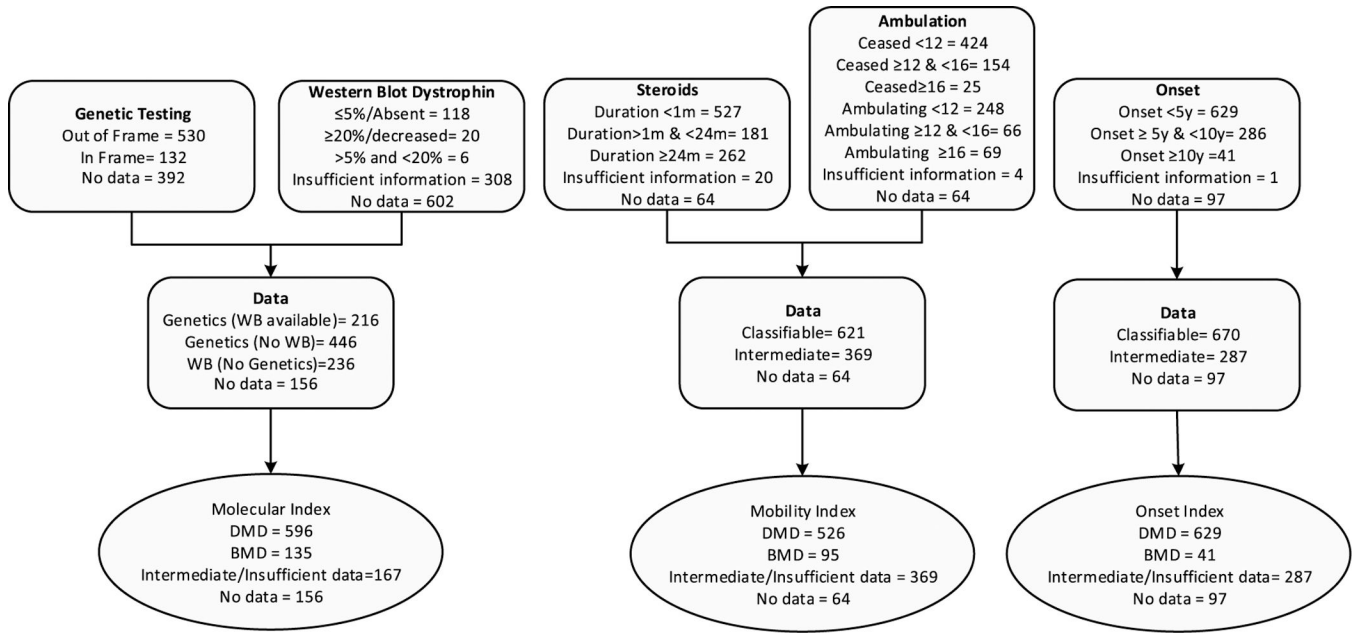 Genetic Testing
Out of Frame = 530
In Frame= 132
No data = 392
Western Blot Dystrophin
≤5%/Absent = 118
≥20%/decreased= 20
>5% and <20% = 6
Insufficient information = 308
No data = 602
Steroids
Duration <1m = 527
Duration>1m & <24m= 181
Duration ≥24m = 262
Insufficient information = 20
No data = 64
Ambulation
Ceased <12 = 424
Ceased ≥12 & <16= 154
Ceased≥16 = 25
Ambulating <12 = 248
Ambulating ≥12 & <16= 66
Ambulating ≥16 = 69
Insufficient information = 4
No data = 64
Onset
Onset <5y = 629
Onset ≥ 5y & <10y= 286
Onset ≥10y =41
Insufficient information = 1
No data = 97
Data
Genetics (WB available)= 216
Genetics (No WB)= 446
WB (No Genetics)=236
No data = 156
Data
Classifiable= 621
Intermediate= 369
No data = 64
Data
Classifiable= 670
Intermediate= 287
No data = 97
Molecular Index
DMD = 596
BMD = 135
Intermediate/Insufficient data=167
No data = 156
Mobility Index
DMD = 526
BMD = 95
Intermediate/Insufficient data = 369
No data = 64
Onset Index
DMD = 629
BMD = 41
Intermediate/Insufficient data= 287
No data = 97